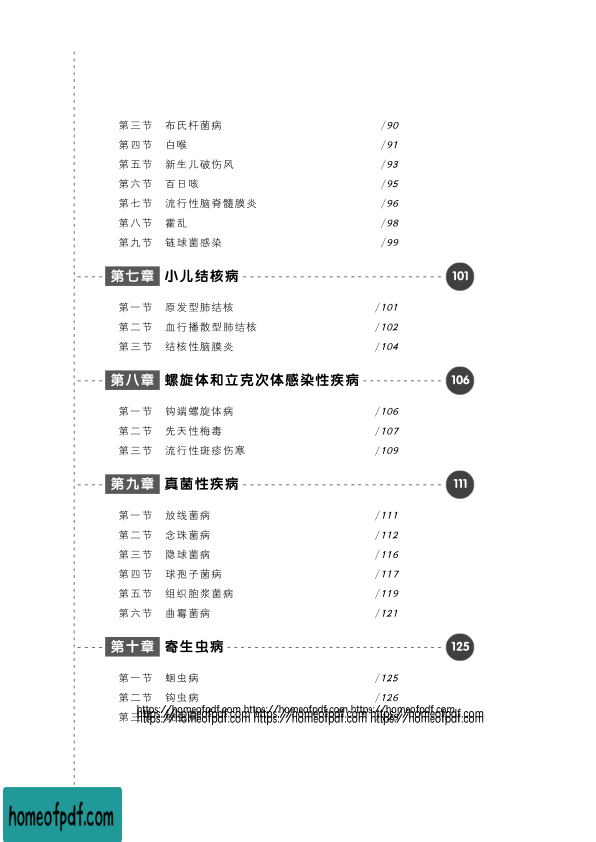 第三节 布氏杆菌病 /90
第四节 白喉 /91
第五节 新生儿破伤风 /93
第六节 百日咳 /95
第七节 流行性脑脊髓膜炎 /96
第八节 霍乱 /98
第九节 链球菌感染 /99
第七章 小儿结核病 101
第一节 原发型肺结核 /101
第二节 血行播散型肺结核 /102
第三节 结核性脑膜炎 /104
第八章 螺旋体和立克次体感染性疾病 106
第一节 钩端螺旋体病 /106
第二节 先天性梅毒 /107
第三节 流行性斑疹伤寒 /109
第九章 真菌性疾病 111
第一节 放线菌病 /111
第二节 念珠菌病 /112
第三节 隐球菌病 /116
第四节 球孢子菌病 /117
第五节 组织胞浆菌病 /119
第六节 曲霉菌病 /121
第十章 寄生虫病 125
第一节 蛔虫病 /125
第二节 钩虫病 /126
https://homeofpdf.com https://homeofpdf.com https://homeofpdf.com
第三
https://homeofpdf.com https://homeofpdf.com https://homeofpdf.com
https://homeofpdf.com https://homeofpdf.com https://homeofpdf.com
homeofpdf.com